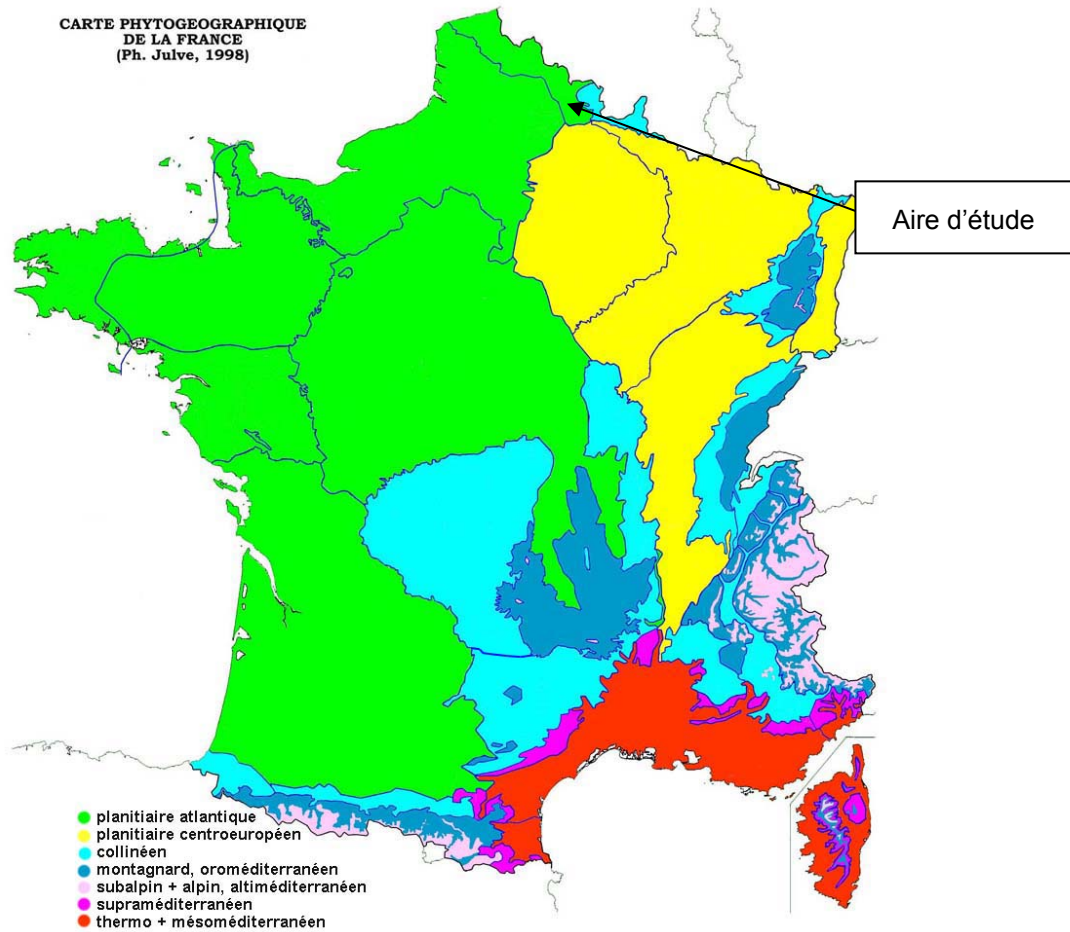 CARTE PHYTOGEOGRAPHIQUE
DE LA FRANCE
(Ph. Julve, 1998)
Aire d'étude
planitiaire atlantique
planitiaire centroeuropéen
collinéen
montagnard, oroméditerranéen
subalpin + alpin, altiméditerranéen
supraméditerranéen
thermo + mésoméditerranéen